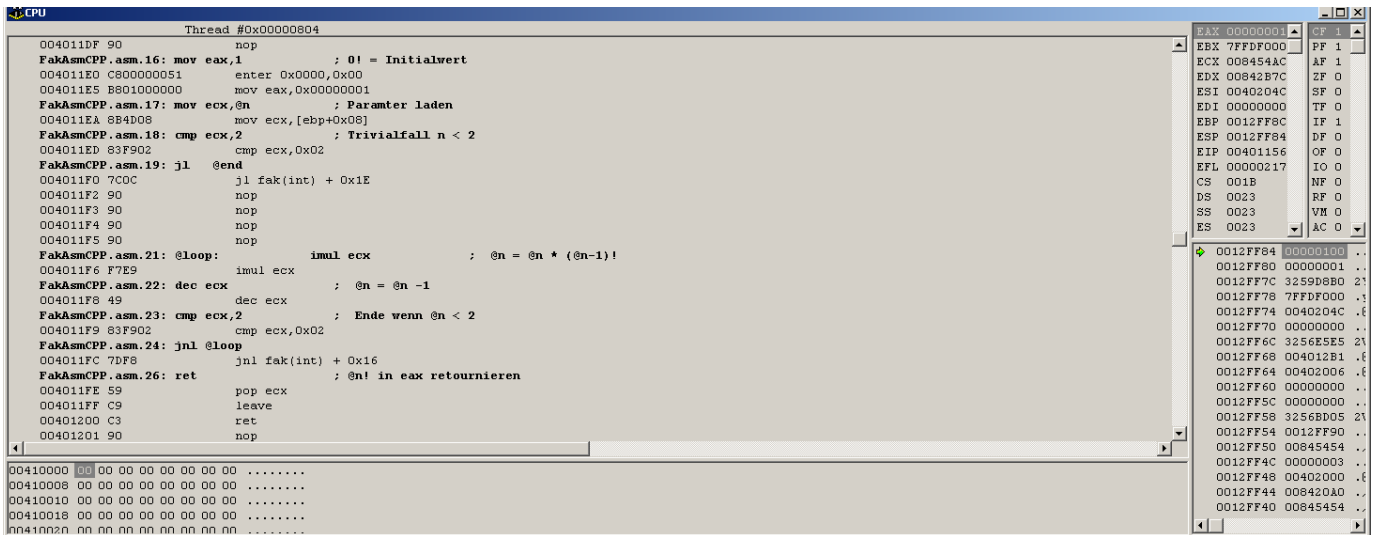 CPU
Thread #0x00000804
004011DF 90 nop
FakAsmCPP.asm.16: mov eax,1 ; 0! = Initialwert
004011E0 C800000051 enter 0x0000,0x00
004011E5 B801000000 mov eax,0x00000001
FakAsmCPP.asm.17: mov ecx,@n ; Paramter laden
004011EA 8B4D08 mov ecx,[ebp+0x08]
FakAsmCPP.asm.18: cmp ecx,2 ; Trivialfall n < 2
004011ED 83F902 cmp ecx,0x02
FakAsmCPP.asm.19: jl @end
004011F0 7C0C jl fak(int) + 0x1E
004011F2 90 nop
004011F3 90 nop
004011F4 90 nop
004011F5 90 nop
FakAsmCPP.asm.21: @loop: imul ecx ; @n = @n * (@n-1)!
004011F6 F7E9 imul ecx
FakAsmCPP.asm.22: dec ecx ; @n = @n -1
004011F8 49 dec ecx
FakAsmCPP.asm.23: cmp ecx,2 ; Ende wenn @n < 2
004011F9 83F902 cmp ecx,0x02
FakAsmCPP.asm.24: jnl @loop
004011FC 7DF8 jnl fak(int) + 0x16
FakAsmCPP.asm.26: ret ; @n! in eax retournieren
004011FE 59 pop ecx
004011FF C9 leave
00401200 C3 ret
00401201 90 nop
00410000 00 00 00 00 00 00 00 00 ........
00410008 00 00 00 00 00 00 00 00 ........
00410010 00 00 00 00 00 00 00 00 ........
00410018 00 00 00 00 00 00 00 00 ........
00410020 00 00 00 00 00 00 00 00 ........
EAX 00000001
EBX 7FFDF000
ECX 008454AC
EDX 00842B7C
ESI 0040204C
EDI 00000000
EBP 0012FF8C
ESP 0012FF84
EIP 00401156
EFL 00000217
CS 001B
DS 0023
SS 0023
ES 0023
CF 1
PF 1
AF 1
ZF 0
SF 0
TF 0
IF 1
DF 0
OF 0
IO 0
NF 0
RF 0
VM 0
AC 0
0012FF84 00000100 ..
0012FF80 00000001 ..
0012FF7C 3259D8B0 2Y
0012FF78 7FFDF000 .
0012FF74 0040204C .
0012FF70 00000000 ..
0012FF6C 3256E5E5 2V
0012FF68 004012B1 .
0012FF64 00402006 .
0012FF60 00000000 ..
0012FF5C 00000000 ..
0012FF58 3256BD05 2V
0012FF54 0012FF90 ..
0012FF50 00845454 .
0012FF4C 00000003 ..
0012FF48 00402000 .
0012FF44 008420A0 .
0012FF40 00845454 .